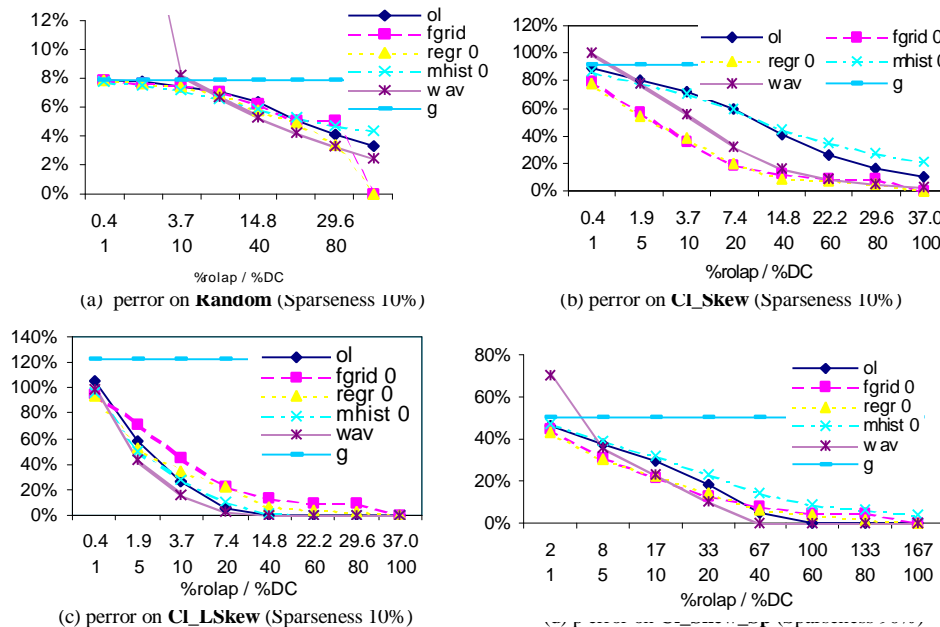 12%
10%
8%
6%
4%
2%
0%
ol
fgrid 0
regr 0
mhist 0
w av
g
0.4 3.7 14.8 29.6
1 10 40 80
%rolap / %DC
(a) perror on Random (Sparseness 10%)
120%
100%
80%
60%
40%
20%
0%
ol
fgrid 0
regr 0
mhist 0
wav
g
0.4 1.9 3.7 7.4 14.8 22.2 29.6 37.0
1 5 10 20 40 60 80 100
%rolap / %DC
(b) perror on Cl_Skew (Sparseness 10%)
140%
120%
100%
80%
60%
40%
20%
0%
ol
fgrid 0
regr 0
mhist 0
wav
g
0.4 1.9 3.7 7.4 14.8 22.2 29.6 37.0
1 5 10 20 40 60 80 100
%rolap / %DC
(c) perror on Cl_LSkew (Sparseness 10%)
80%
60%
40%
20%
0%
ol
fgrid 0
regr 0
mhist 0
w av
g
2 8 17 33 67 100 133 167
1 5 10 20 40 60 80 100
%rolap / %DC